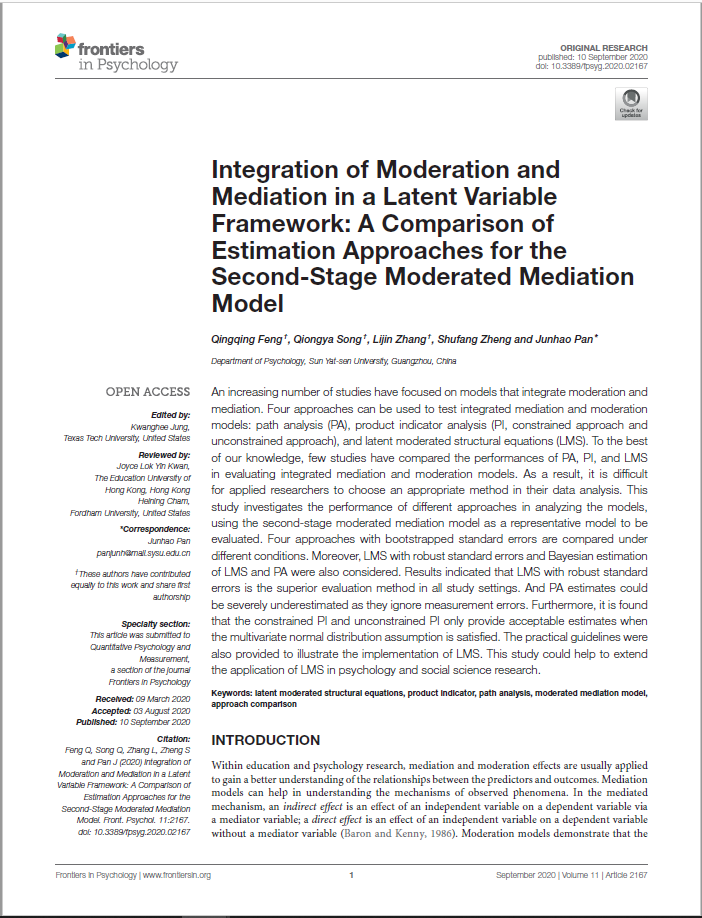 frontiers
in Psychology
ORIGINAL RESEARCH
published: 10 September 2020
doi: 10.3389/fpsyg.2020.02167
Check for
updates
Integration of Moderation and
Mediation in a Latent Variable
Framework: A Comparison of
Estimation Approaches for the
Second-Stage Moderated Mediation
Model
Qingqing Feng†, Qiongya Song†, Lijin Zhang†, Shufang Zheng and Junhao Pan*
Department of Psychology, Sun Yat-sen University, Guangzhou, China
OPEN ACCESS
Edited by:
Kwanghee Jung,
Texas Tech University, United States
Reviewed by:
Joyce Lok Yin Kwan,
The Education University of
Hong Kong, Hong Kong
Heining Cham,
Fordham University, United States
*Correspondence:
Junhao Pan
panjunh@mail.sysu.edu.cn
†These authors have contributed
equally to this work and share first
authorship
Specialty section:
This article was submitted to
Quantitative Psychology and
Measurement,
a section of the journal
Frontiers in Psychology
Received: 09 March 2020
Accepted: 03 August 2020
Published: 10 September 2020
Citation:
Feng Q, Song Q, Zhang L, Zheng S
and Pan J (2020) Integration of
Moderation and Mediation in a Latent
Variable Framework: A Comparison of
Estimation Approaches for the
Second-Stage Moderated Mediation
Model. Front. Psychol. 11:2167.
doi: 10.3389/fpsyg.2020.02167
An increasing number of studies have focused on models that integrate moderation and
mediation. Four approaches can be used to test integrated mediation and moderation
models: path analysis (PA), product indicator analysis (PI, constrained approach and
unconstrained approach), and latent moderated structural equations (LMS). To the best
of our knowledge, few studies have compared the performances of PA, PI, and LMS
in evaluating integrated mediation and moderation models. As a result, it is difficult
for applied researchers to choose an appropriate method in their data analysis. This
study investigates the performance of different approaches in analyzing the models,
using the second-stage moderated mediation model as a representative model to be
evaluated. Four approaches with bootstrapped standard errors are compared under
different conditions. Moreover, LMS with robust standard errors and Bayesian estimation
of LMS and PA were also considered. Results indicated that LMS with robust standard
errors is the superior evaluation method in all study settings. And PA estimates could
be severely underestimated as they ignore measurement errors. Furthermore, it is found
that the constrained PI and unconstrained PI only provide acceptable estimates when
the multivariate normal distribution assumption is satisfied. The practical guidelines were
also provided to illustrate the implementation of LMS. This study could help to extend
the application of LMS in psychology and social science research.
Keywords: latent moderated structural equations, product indicator, path analysis, moderated mediation model,
approach comparison
INTRODUCTION
Within education and psychology research, mediation and moderation effects are usually applied
to gain a better understanding of the relationships between the predictors and outcomes. Mediation
models can help in understanding the mechanisms of observed phenomena. In the mediated
mechanism, an indirect effect is an effect of an independent variable on a dependent variable via
a mediator variable; a direct effect is an effect of an independent variable on a dependent variable
without a mediator variable (Baron and Kenny, 1986). Moderation models demonstrate that the
Frontiers in Psychology | www.frontiersin.org
1
September 2020 | Volume 11 | Article 2167